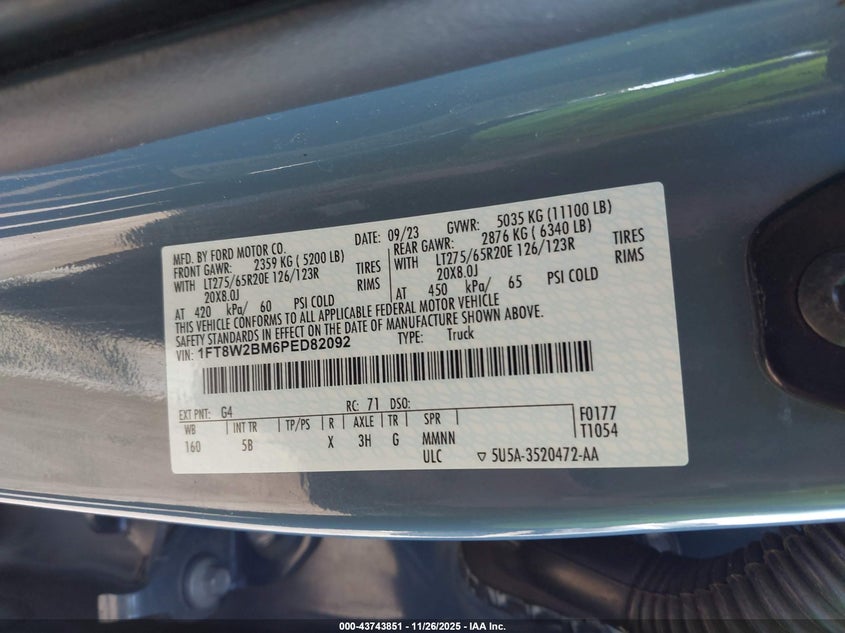 MFD. BY FORD MOTOR CO.
DATE: 09/23 GVWR: 5035 KG (11100 LB)
FRONT GAWR: 2359 KG ( 5200 LB) REAR GAWR: 2876 KG ( 6340 LB)
WITH LT275/65R20E 126/123R TIRES WITH LT275/65R20E 126/123R TIRES
20X8.0J RIMS 20X8.0J RIMS
AT 420 kPa/ 60 PSI COLD AT 450 kPa/ 65 PSI COLD
THIS VEHICLE CONFORMS TO ALL APPLICABLE FEDERAL MOTOR VEHICLE
SAFETY STANDARDS IN EFFECT ON THE DATE OF MANUFACTURE SHOWN ABOVE.
VIN: 1FT8W2BM6PED82092 TYPE: Truck
EXT PNT: G4 RC: 71 DSO:
WB INT TR TP/PS R AXLE TR SPR F0177
160 5B X 3H G MMNN T1054
ULC ▽ 5U5A-3520472-AA
000-43743851 | 11/26/2025 - IAA Inc.